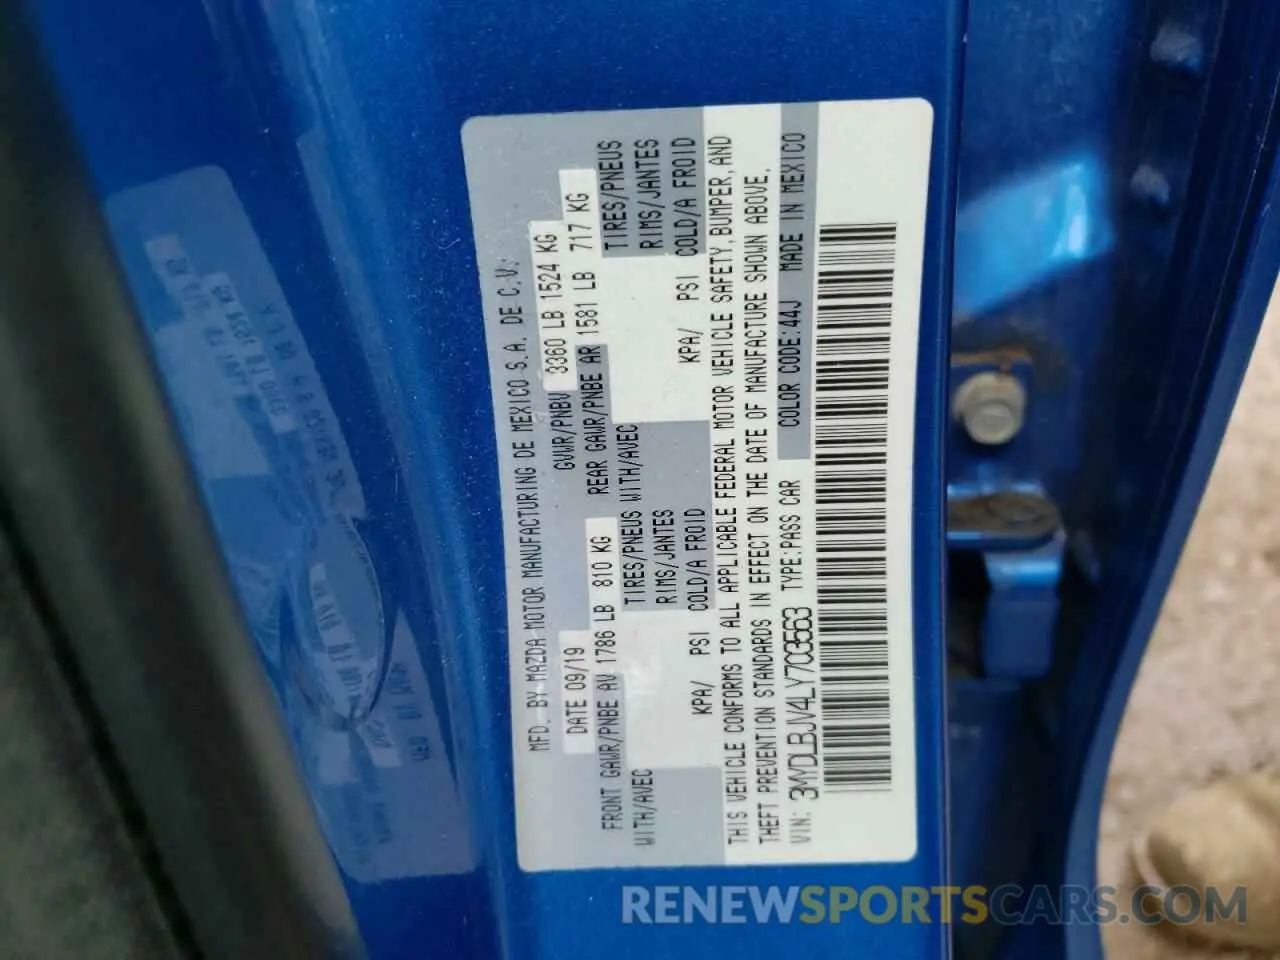 MFD. BY MAZDA MOTOR MANUFACTURING DE MEXICO S.A. DE C.V.
DATE 09/19 GVWR/PNBV 3360 LB 1524 KG
FRONT GAWR/PNBE AV 1786 LB 810 KG REAR GAWR/PNBE AR 1581 LB 717 KG
WITH/AVEC TIRES/PNEUS WITH/AVEC TIRES/PNEUS
RIMS/JANTES RIMS/JANTES
KPA/ PSI COLD/A FROID KPA/ PSI COLD/A FROID
THIS VEHICLE CONFORMS TO ALL APPLICABLE FEDERAL MOTOR VEHICLE SAFETY, BUMPER, AND
THEFT PREVENTION STANDARDS IN EFFECT ON THE DATE OF MANUFACTURE SHOWN ABOVE.
VIN: 3MYDLBJV4LY703563 TYPE:PASS CAR COLOR CODE:44J MADE IN MEXICO
RENEWSPORTSCARS.COM